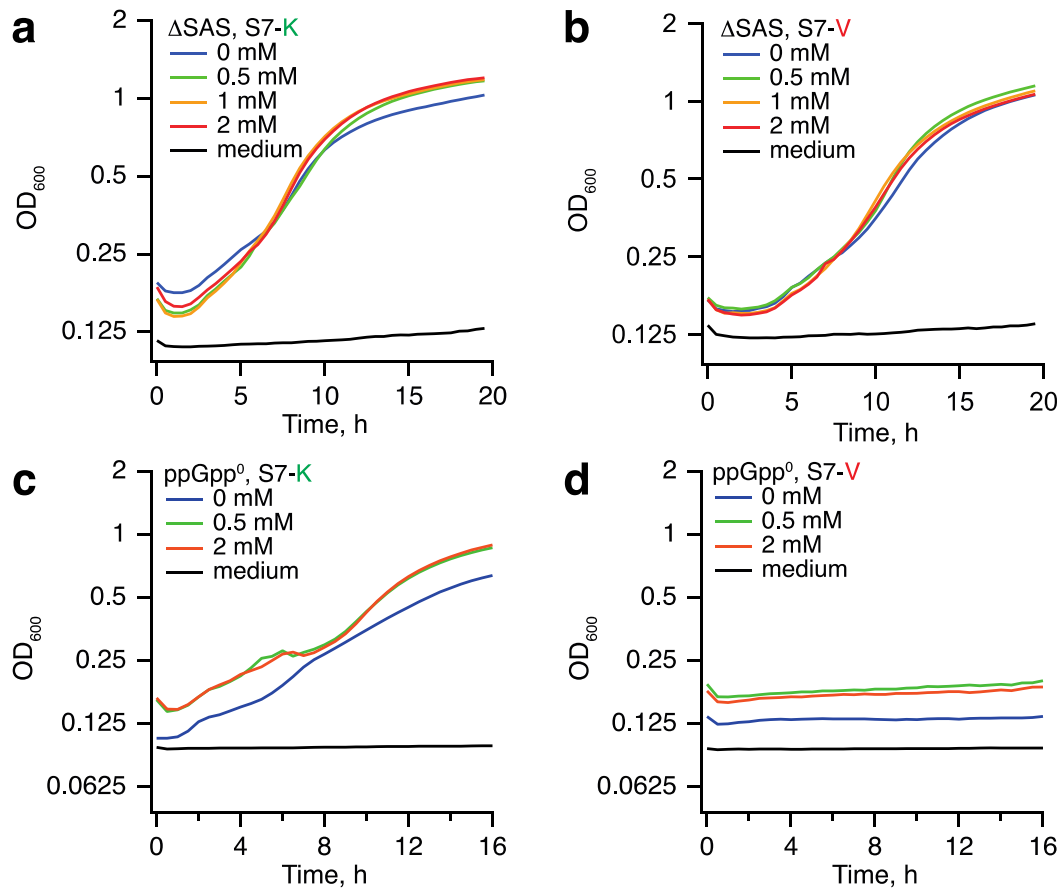 a
ΔSAS, S7-K
0 mM
0.5 mM
1 mM
2 mM
medium
2
1
0.5
0.25
0.125
OD600
0
5
10
15
20
Time, h
b
ΔSAS, S7-V
0 mM
0.5 mM
1 mM
2 mM
medium
2
1
0.5
0.25
0.125
OD600
0
5
10
15
20
Time, h
c
ppGpp⁰, S7-K
0 mM
0.5 mM
2 mM
medium
2
1
0.5
0.25
0.125
0.0625
OD600
0
4
8
12
16
Time, h
d
ppGpp⁰, S7-V
0 mM
0.5 mM
2 mM
medium
2
1
0.5
0.25
0.125
0.0625
OD600
0
4
8
12
16
Time, h